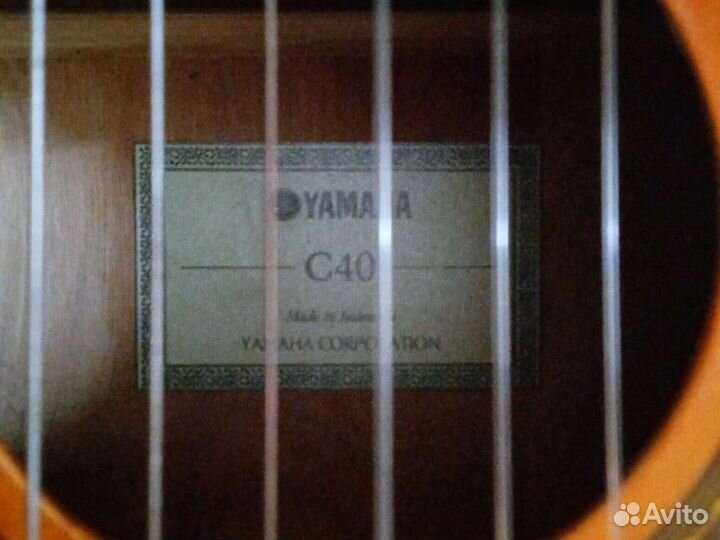 YAMAHA
C40
Made in Indonesia
YAMAHA CORPORATION
Avito